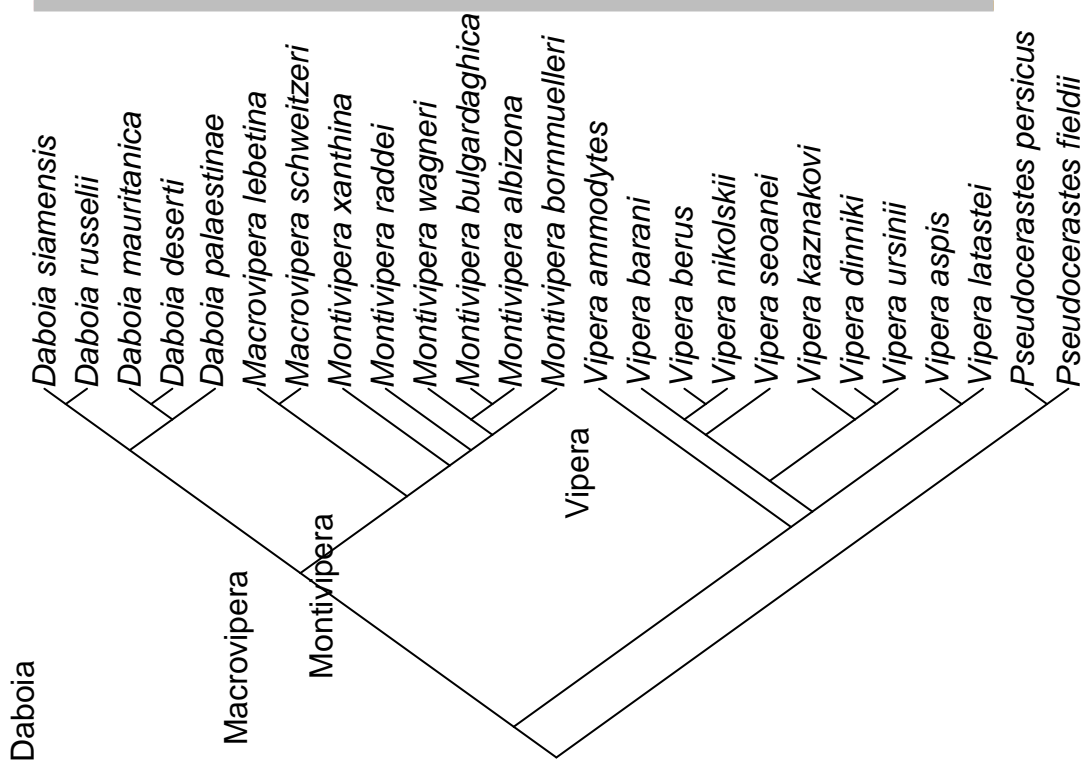 Daboia siamensis
Daboia russelii
Daboia mauritanica
Daboia deserti
Daboia palaestinae
Macrovipera lebetina
Macrovipera schweitzeri
Montivipera xanthina
Montivipera raddei
Montivipera wagneri
Montivipera bulgardaghica
Montivipera albizona
Montivipera bornmuelleri
Vipera ammodytes
Vipera barani
Vipera berus
Vipera nikolskii
Vipera seoanei
Vipera kaznakovi
Vipera dinniki
Vipera ursinii
Vipera aspis
Vipera latastei
Pseudocerastes persicus
Pseudocerastes fieldii
Daboia
Macrovipera
Montivipera
Vipera